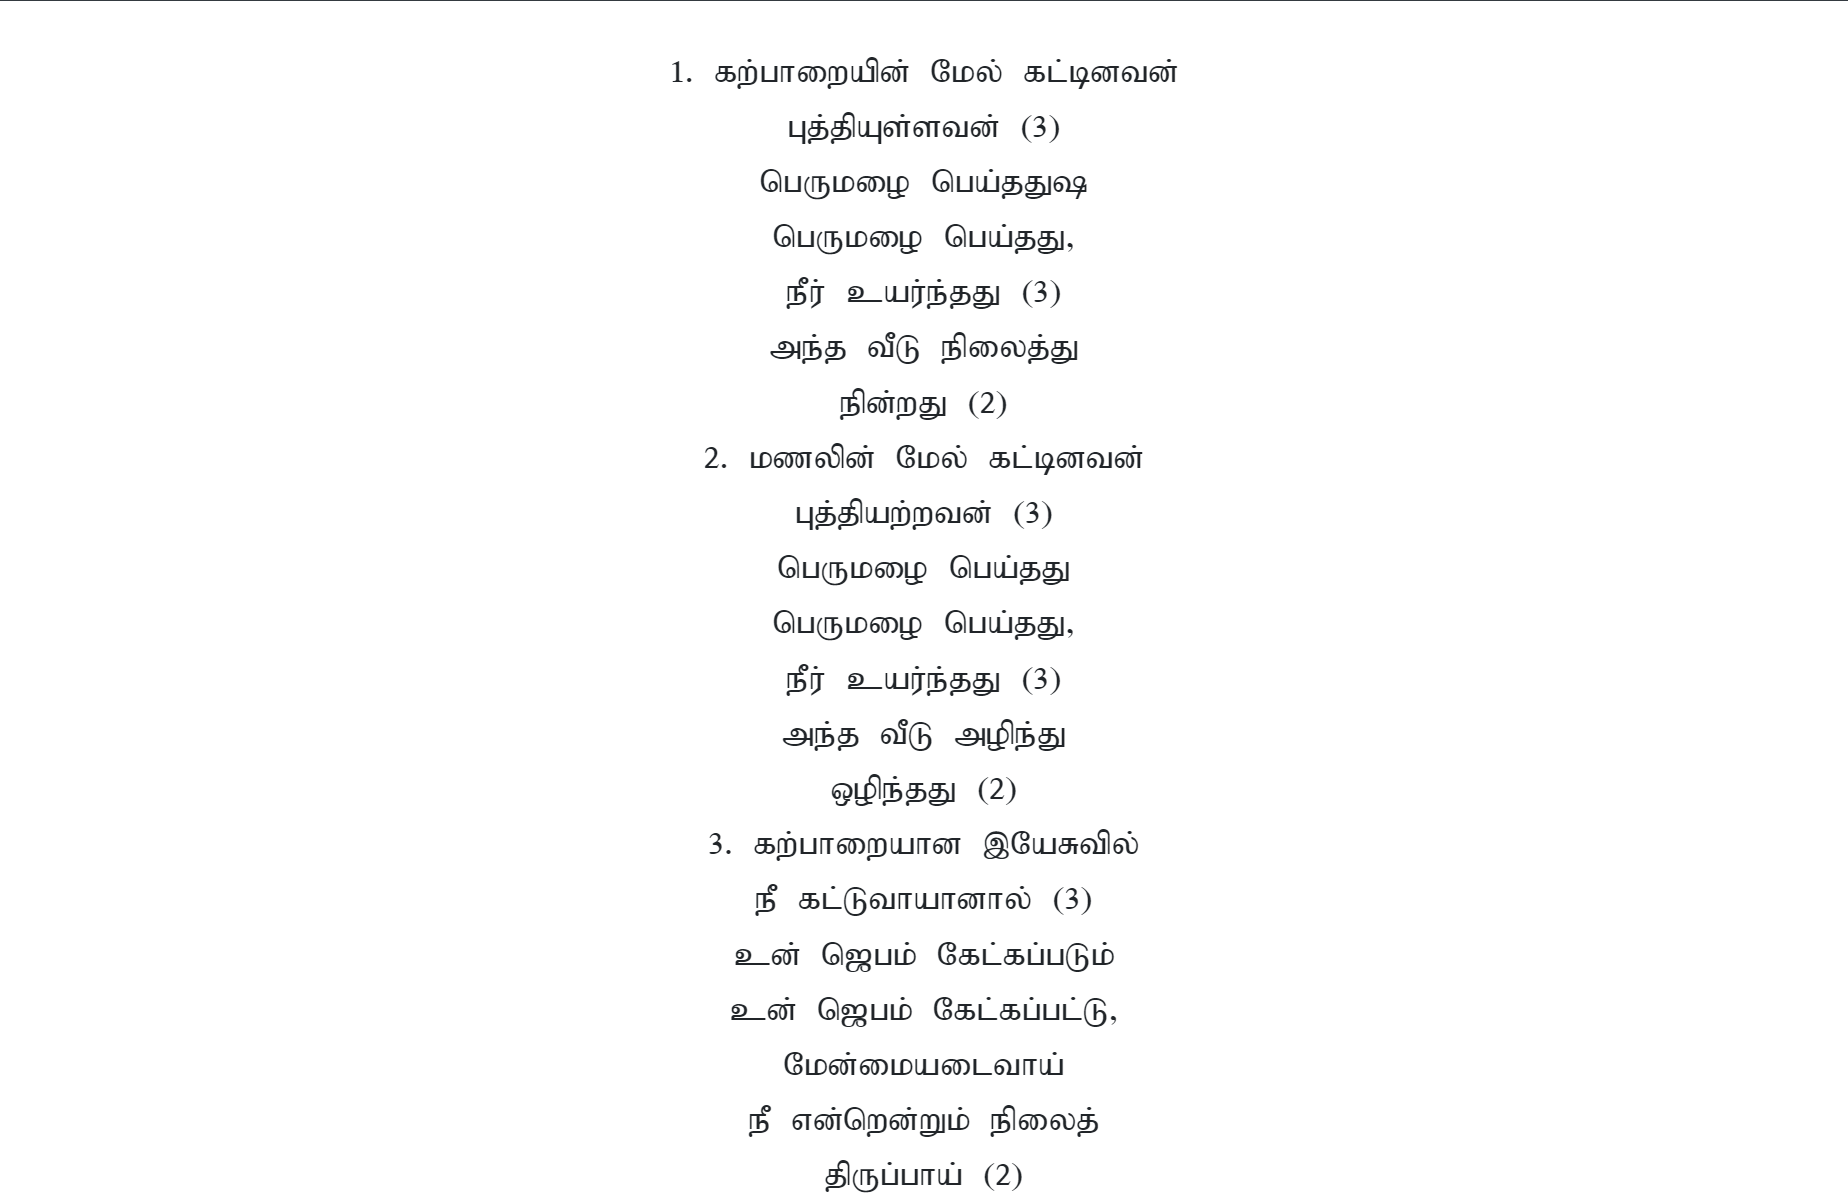 1. கற்பாறையின் மேல் கட்டினவன்
புத்தியுள்ளவன் (3)
பெருமழை பெய்ததுஷ
பெருமழை பெய்தது,
நீர் உயர்ந்தது (3)
அந்த வீடு நிலைத்து
நின்றது (2)
2. மணலின் மேல் கட்டினவன்
புத்தியற்றவன் (3)
பெருமழை பெய்தது
பெருமழை பெய்தது,
நீர் உயர்ந்தது (3)
அந்த வீடு அழிந்து
ஒழிந்தது (2)
3. கற்பாறையான இயேசுவில்
நீ கட்டுவாயானால் (3)
உன் ஜெபம் கேட்கப்படும்
உன் ஜெபம் கேட்கப்பட்டு,
மேன்மையடைவாய்
நீ என்றென்றும் நிலைத்
திருப்பாய் (2)